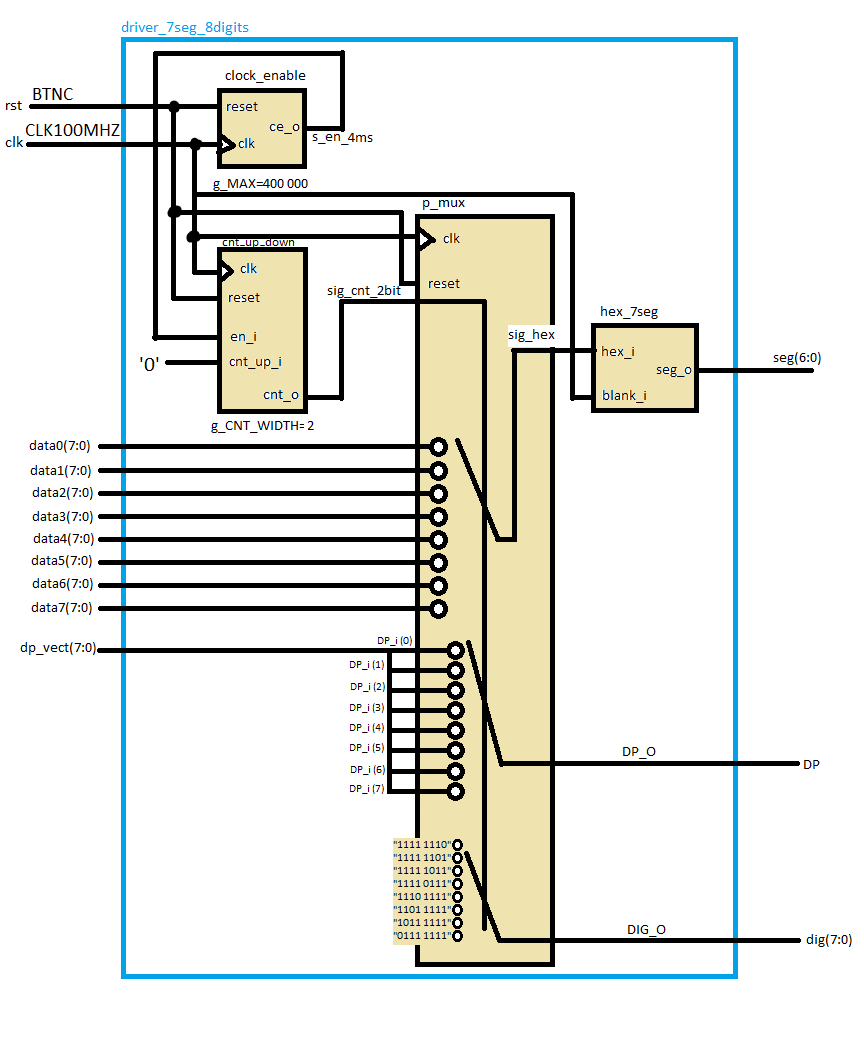 driver_7seg_8digits
clock_enable
rst
BTNC
reset
ce_o
clk
CLK100MHZ
clk
s_en_4ms
g_MAX=400 000
p_mux
cnt_up_down
clk
clk
reset
reset
sig_cnt_2bit
hex_7seg
en_i
sig_hex
'0'
cnt_up_i
hex_i
seg_o
seg(6:0)
cnt_o
blank_i
g_CNT_WIDTH= 2
data0(7:0)
data1(7:0)
data2(7:0)
data3(7:0)
data4(7:0)
data5(7:0)
data6(7:0)
data7(7:0)
dp_vect(7:0)
DP_i (0)
DP_i (1)
DP_i (2)
DP_i (3)
DP_i (4)
DP_i (5)
DP_i (6)
DP_i (7)
DP_O
DP
"1111 1110"
"1111 1101"
"1111 1011"
"1111 0111"
"1110 1111"
"1101 1111"
"1011 1111"
"0111 1111"
DIG_O
dig(7:0)